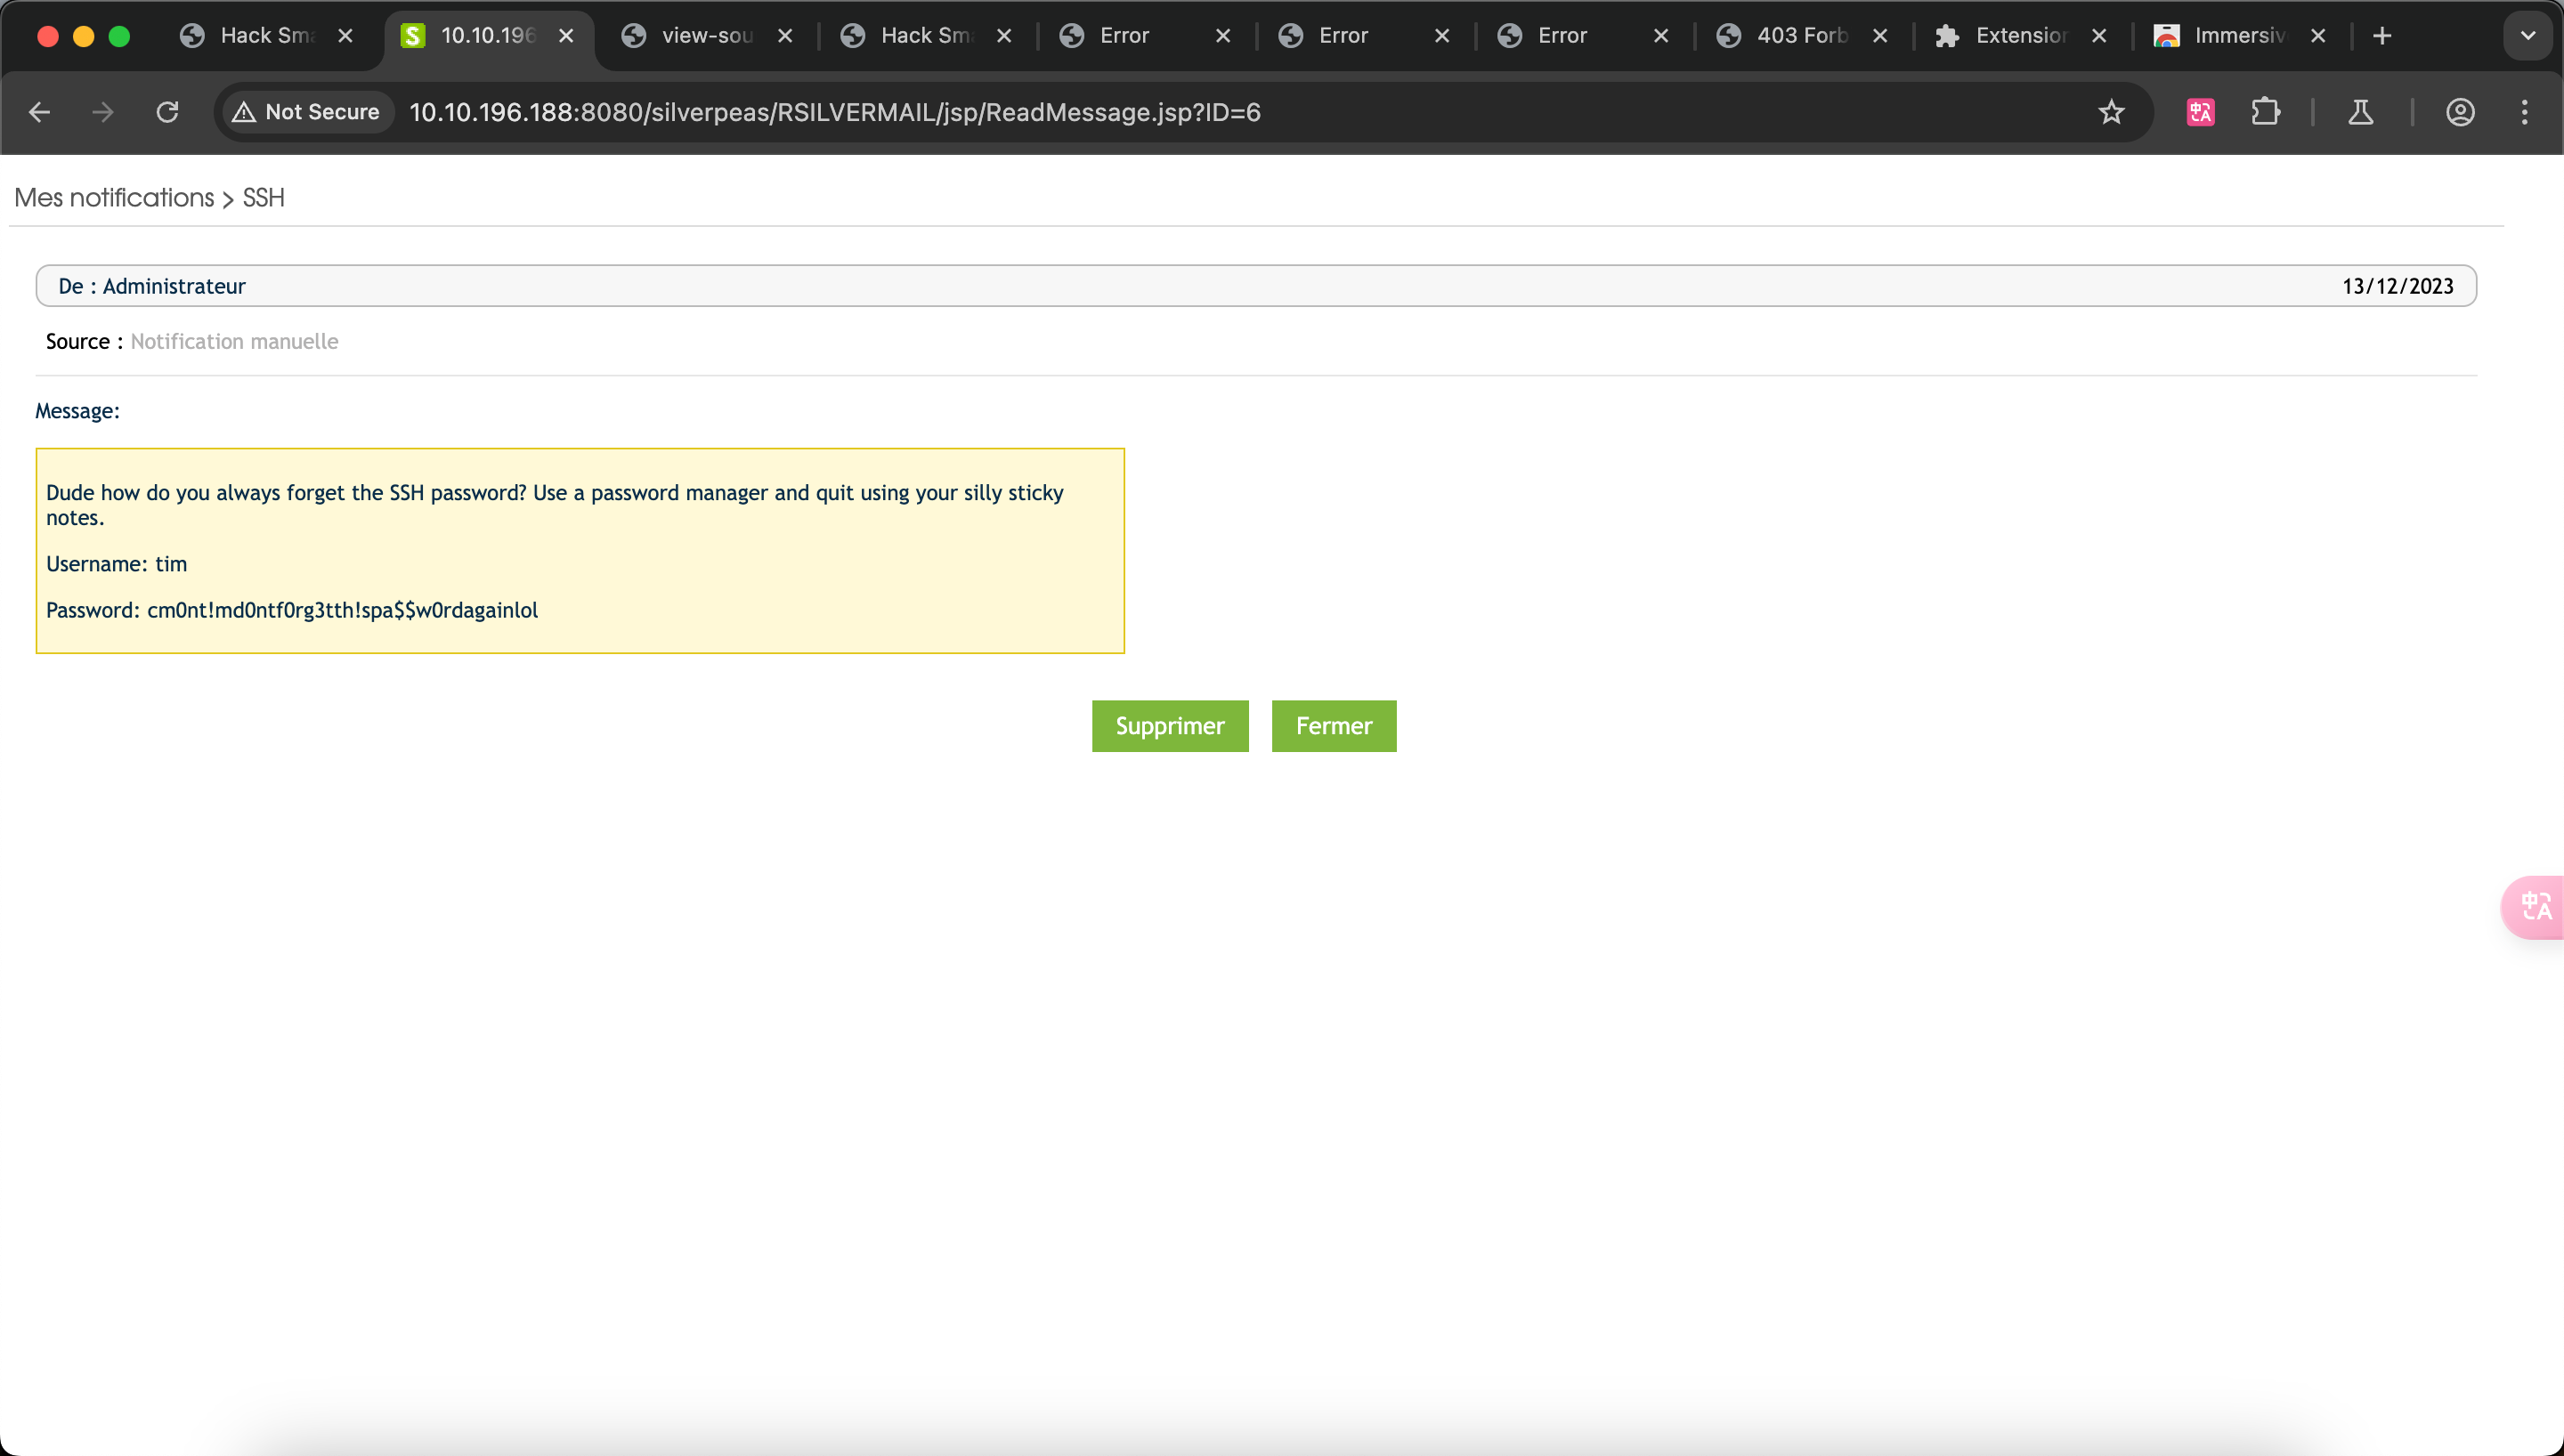 Hack Sm
10.10.196
view-sou
Hack Sm
Error
Error
Error
403 Forb
Extension
Immersiv
Not Secure
10.10.196.188:8080/silverpeas/RSILVERMAIL/jsp/ReadMessage.jsp?ID=6
Mes notifications > SSH
De : Administrateur
13/12/2023
Source : Notification manuelle
Message:
Dude how do you always forget the SSH password? Use a password manager and quit using your silly sticky
notes.
Username: tim
Password: cm0nt!md0ntf0rg3tth!spa$$w0rdagainlol
Supprimer
Fermer